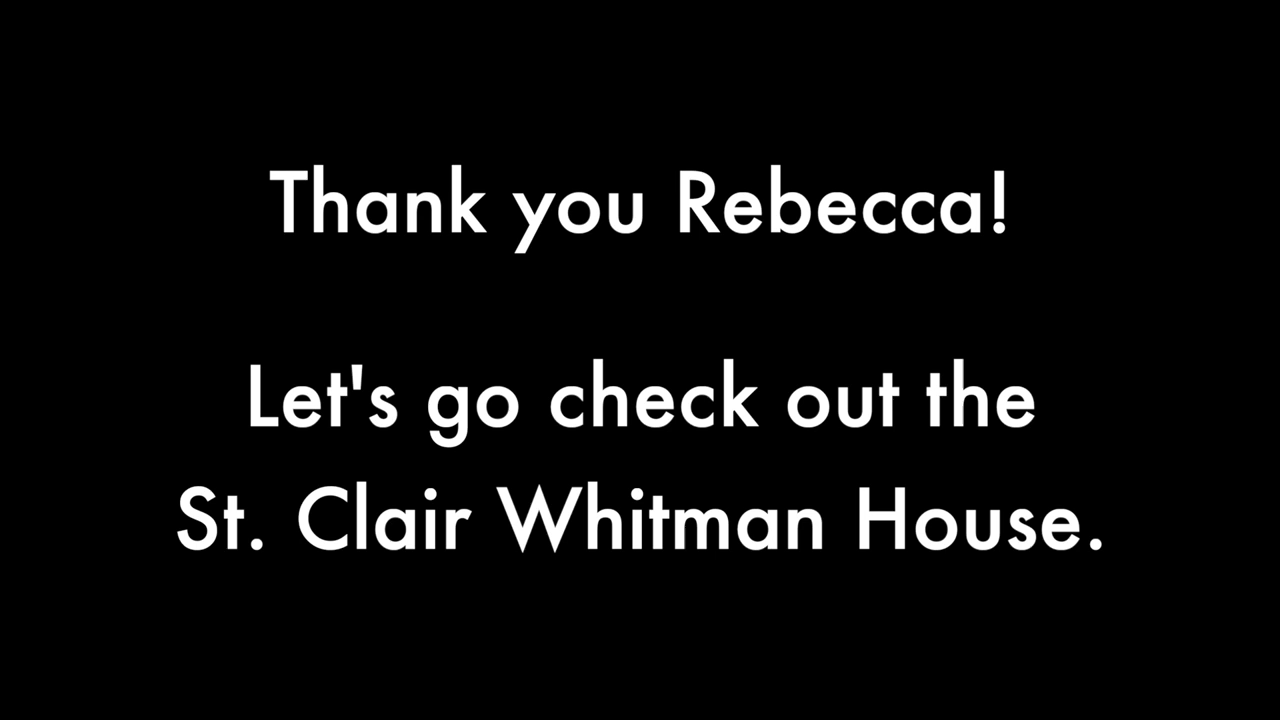 Thank you Rebecca!
Let's go check out the
St. Clair Whitman House.